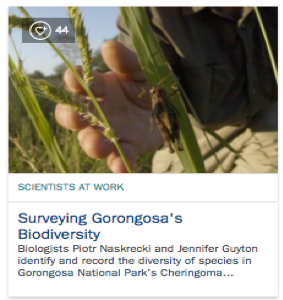 44
SCIENTISTS AT WORK
Surveying Gorongosa's
Biodiversity
Biologists Piotr Naskrecki and Jennifer Guyton
identify and record the diversity of species in
Gorongosa National Park's Cheringoma...